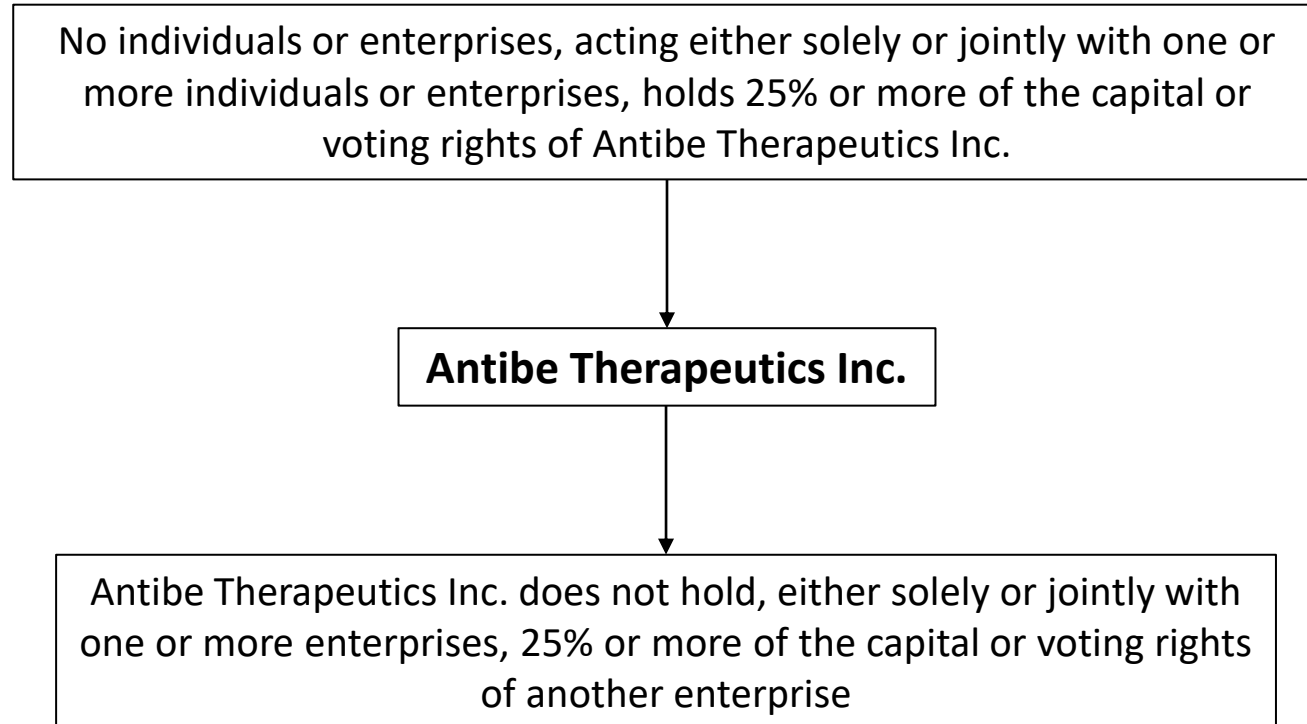 No individuals or enterprises, acting either solely or jointly with one or
more individuals or enterprises, holds 25% or more of the capital or
voting rights of Antibe Therapeutics Inc.
Antibe Therapeutics Inc.
Antibe Therapeutics Inc. does not hold, either solely or jointly with
one or more enterprises, 25% or more of the capital or voting rights
of another enterprise